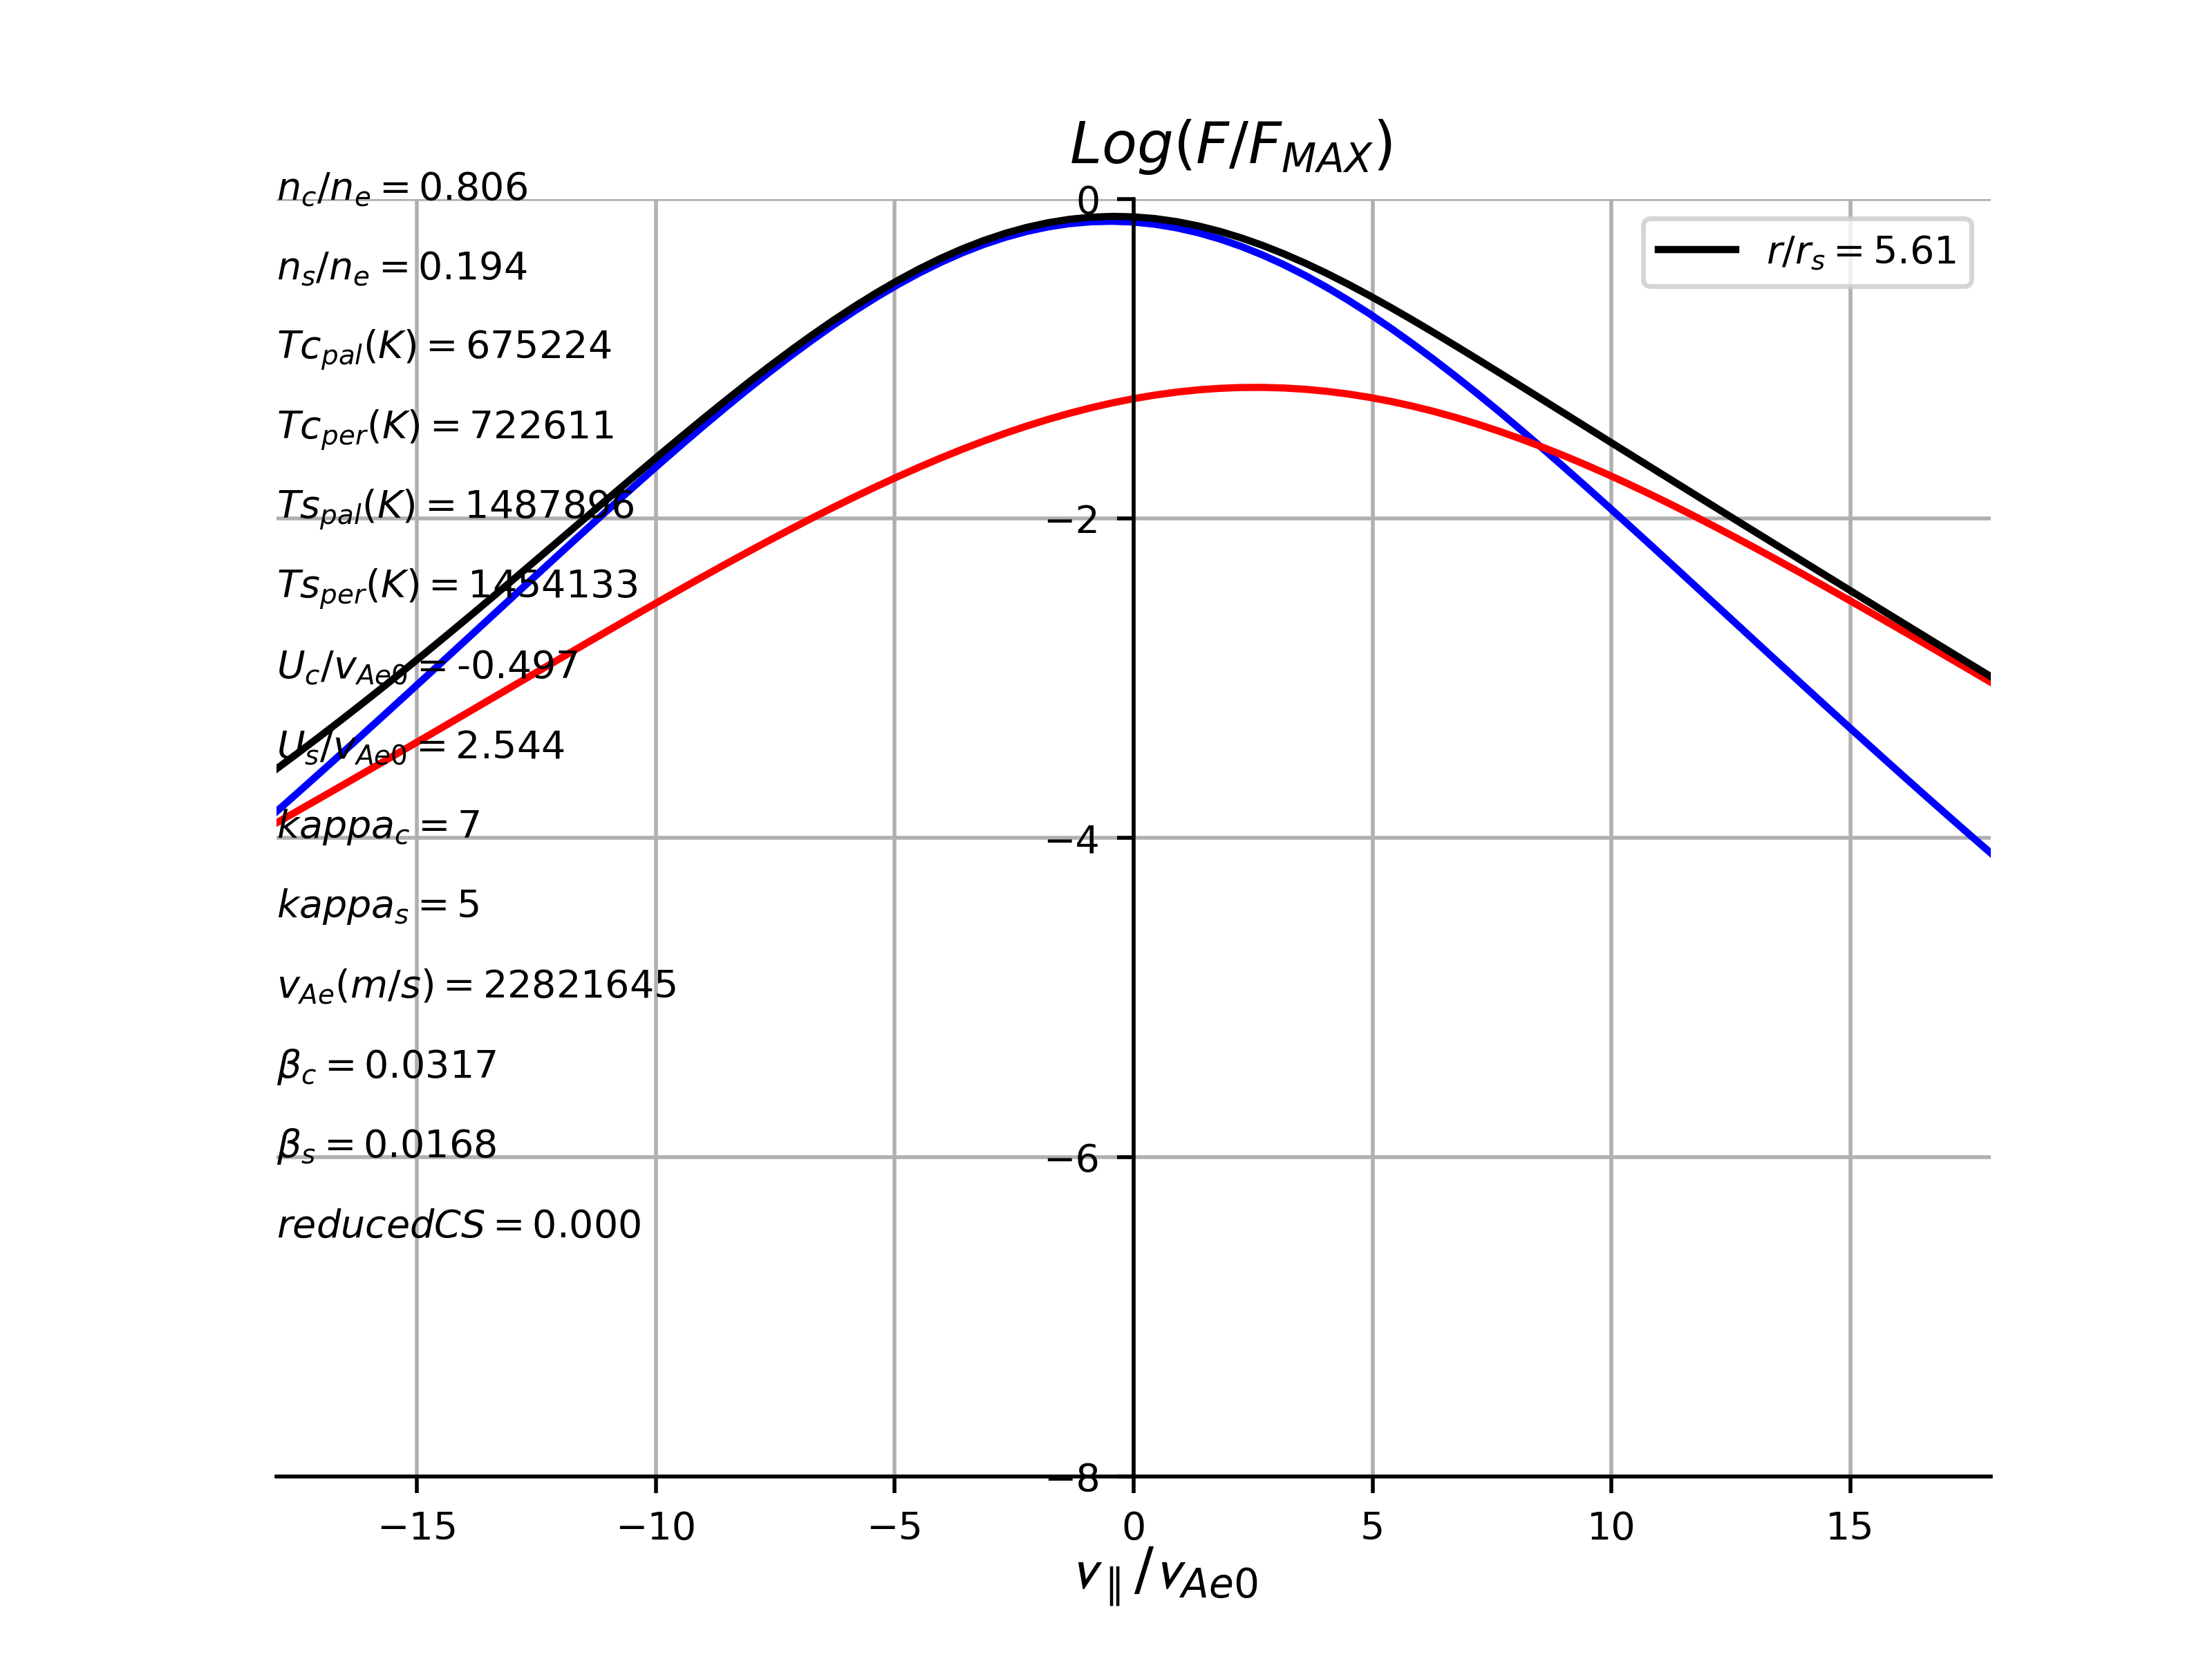 Log(F/F_MAX)
n_c/n_e = 0.806
n_s/n_e = 0.194
Tc_pal(K) = 675224
Tc_per(K) = 722611
Ts_pal(K) = 1487896
Ts_per(K) = 1454133
U_c/v_Ae0 = -0.497
U_s/v_Ae0 = 2.544
kappa_c = 7
kappa_s = 5
v_Ae(m/s) = 22821645
β_c = 0.0317
β_s = 0.0168
reducedCS = 0.000
r/r_s = 5.61
0
−2
−4
−6
−8
−15 −10 −5 0 5 10 15
v_∥/v_Ae0